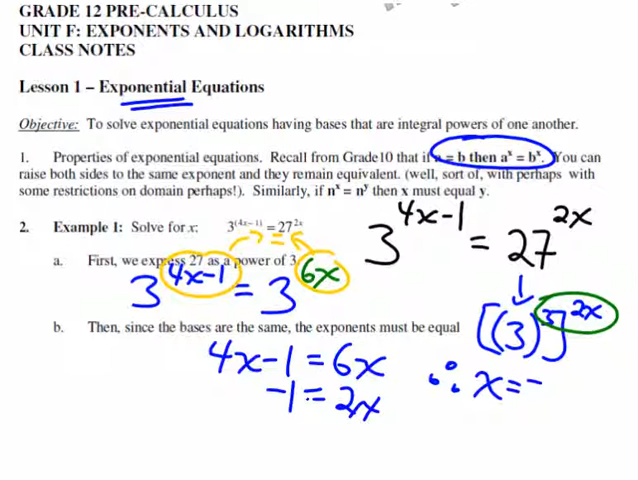 GRADE 12 PRE-CALCULUS
UNIT F: EXPONENTS AND LOGARITHMS
CLASS NOTES
Lesson 1 – Exponential Equations
Objective: To solve exponential equations having bases that are integral powers of one another.
1. Properties of exponential equations. Recall from Grade10 that if a = b then aˣ = bˣ. You can
raise both sides to the same exponent and they remain equivalent. (well, sort of, with perhaps with
some restrictions on domain perhaps!). Similarly, if nˣ = nʸ then x must equal y.
2. Example 1: Solve for x: 3^(4x−1) = 27^2x
3^4x-1 = 27^2x
a. First, we express 27 as a power of 3
3^4x-1 = 3^6x
[(3)^3]^2x
b. Then, since the bases are the same, the exponents must be equal
4x-1 = 6x
-1 = 2x
∴ x = -